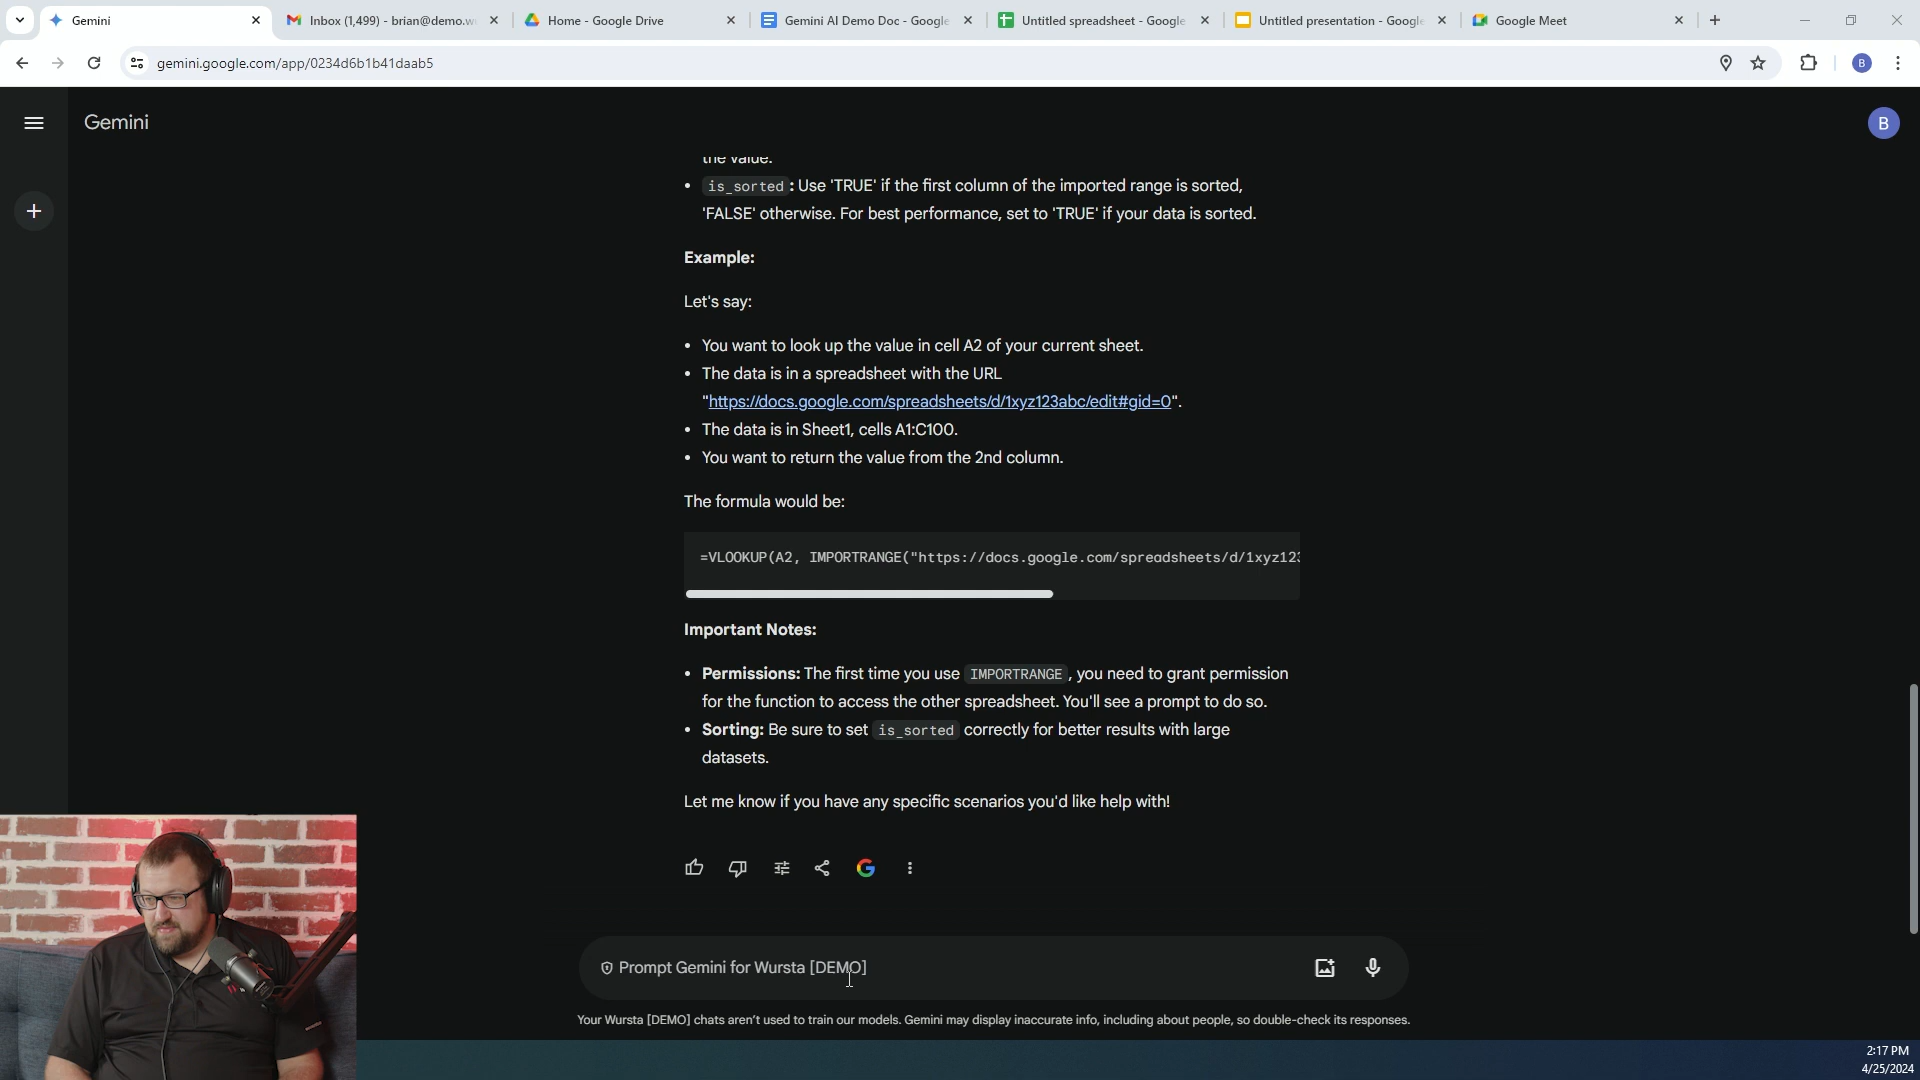 Gemini
Inbox (1,499) - brian@demo.w
Home - Google Drive
Gemini AI Demo Doc - Google
Untitled spreadsheet - Google
Untitled presentation - Google
Google Meet
gemini.google.com/app/0234d6b1b41daab5
B
Gemini
B
the value.
• is_sorted: Use 'TRUE' if the first column of the imported range is sorted,
'FALSE' otherwise. For best performance, set to 'TRUE' if your data is sorted.
Example:
Let's say:
• You want to look up the value in cell A2 of your current sheet.
• The data is in a spreadsheet with the URL
"https://docs.google.com/spreadsheets/d/1xyz123abc/edit#gid=0".
• The data is in Sheet1, cells A1:C100.
• You want to return the value from the 2nd column.
The formula would be:
=VLOOKUP(A2, IMPORTRANGE("https://docs.google.com/spreadsheets/d/1xyz123
Important Notes:
• Permissions: The first time you use IMPORTRANGE, you need to grant permission
for the function to access the other spreadsheet. You'll see a prompt to do so.
• Sorting: Be sure to set is_sorted correctly for better results with large
datasets.
Let me know if you have any specific scenarios you'd like help with!
Prompt Gemini for Wursta [DEMO]
Your Wursta [DEMO] chats aren't used to train our models. Gemini may display inaccurate info, including about people, so double-check its responses.
2:17 PM
4/25/2024